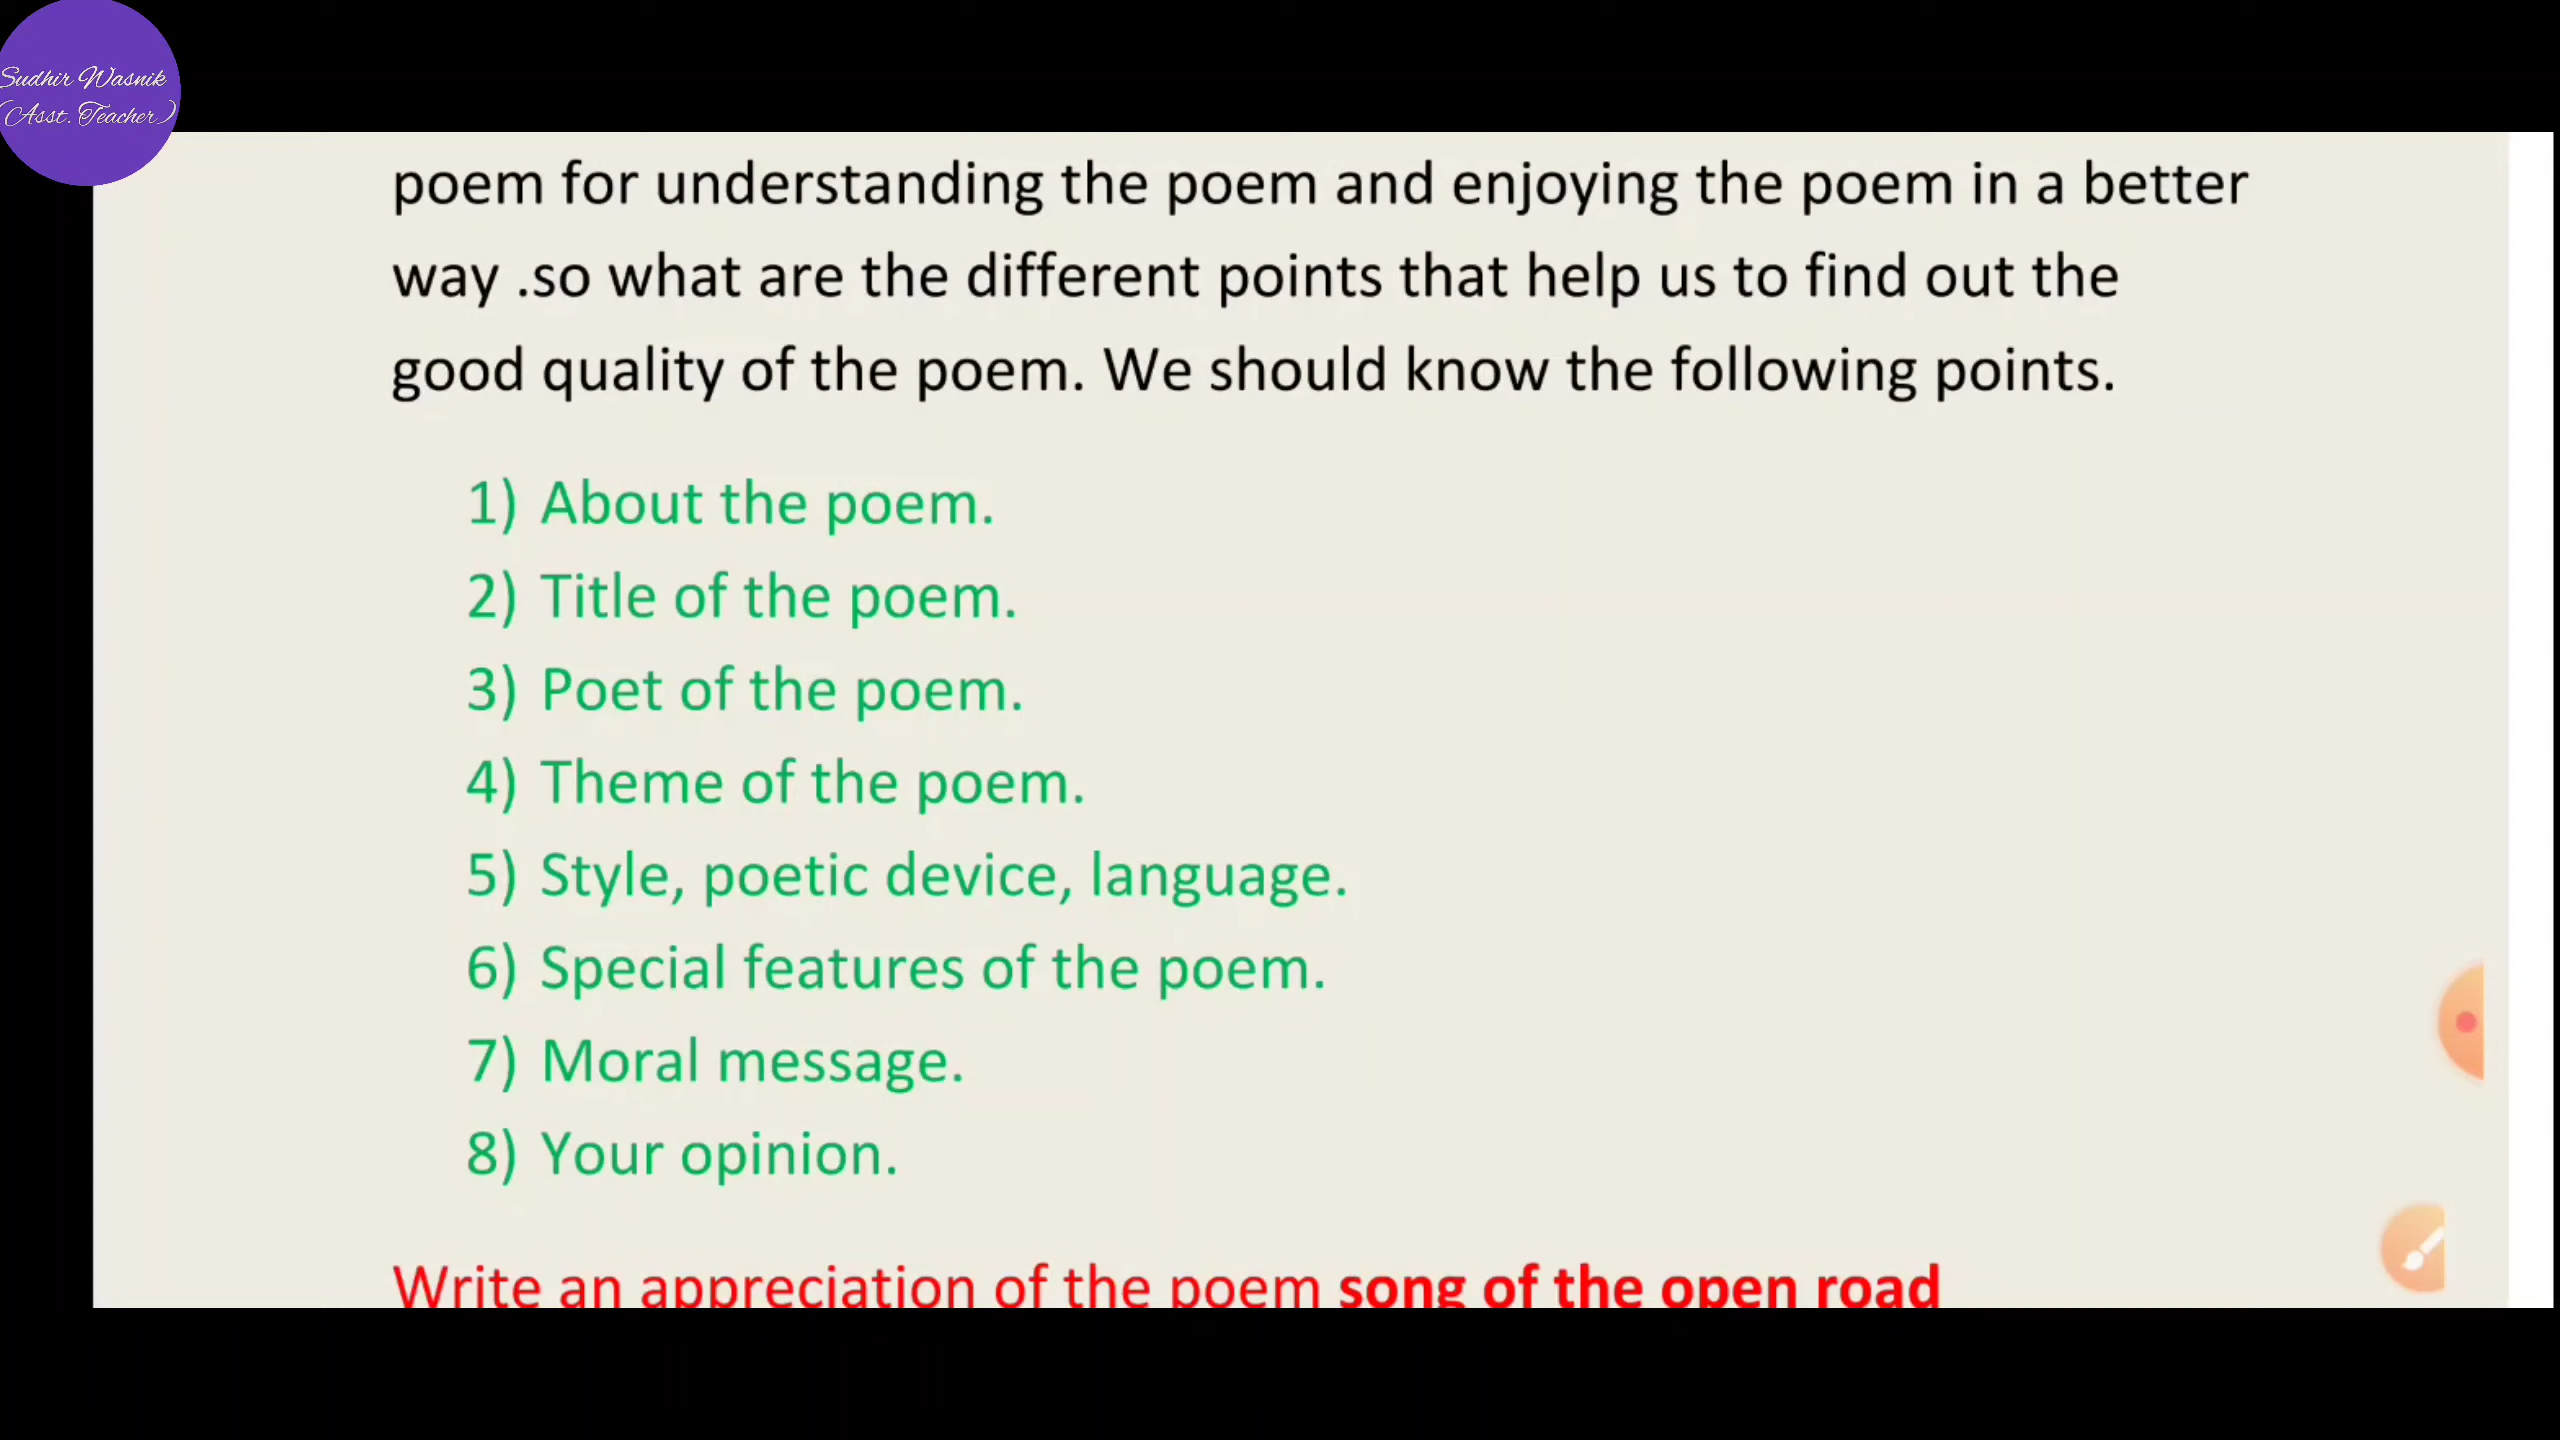 Sudhir Wasnik
(Asst. Teacher)
poem for understanding the poem and enjoying the poem in a better
way .so what are the different points that help us to find out the
good quality of the poem. We should know the following points.
1) About the poem.
2) Title of the poem.
3) Poet of the poem.
4) Theme of the poem.
5) Style, poetic device, language.
6) Special features of the poem.
7) Moral message.
8) Your opinion.
Write an appreciation of the poem song of the open road